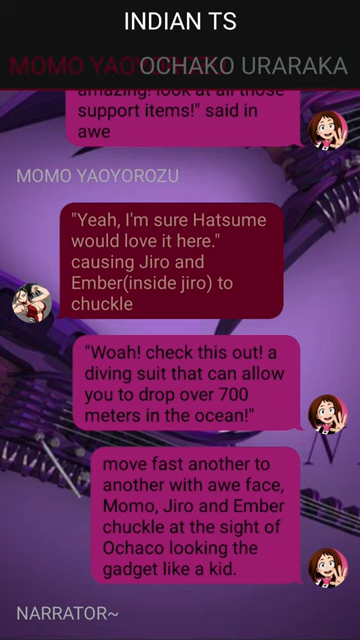 INDIAN TS
MOMO YAOYOROZU
OCHAKO URARAKA
amazing! look at all those
support items!" said in
awe
MOMO YAOYOROZU
"Yeah, I'm sure Hatsume
would love it here."
causing Jiro and
Ember(inside jiro) to
chuckle
"Woah! check this out! a
diving suit that can allow
you to drop over 700
meters in the ocean!"
N
move fast another to
another with awe face,
Momo, Jiro and Ember
chuckle at the sight of
Ochaco looking the
gadget like a kid.
NARRATOR~